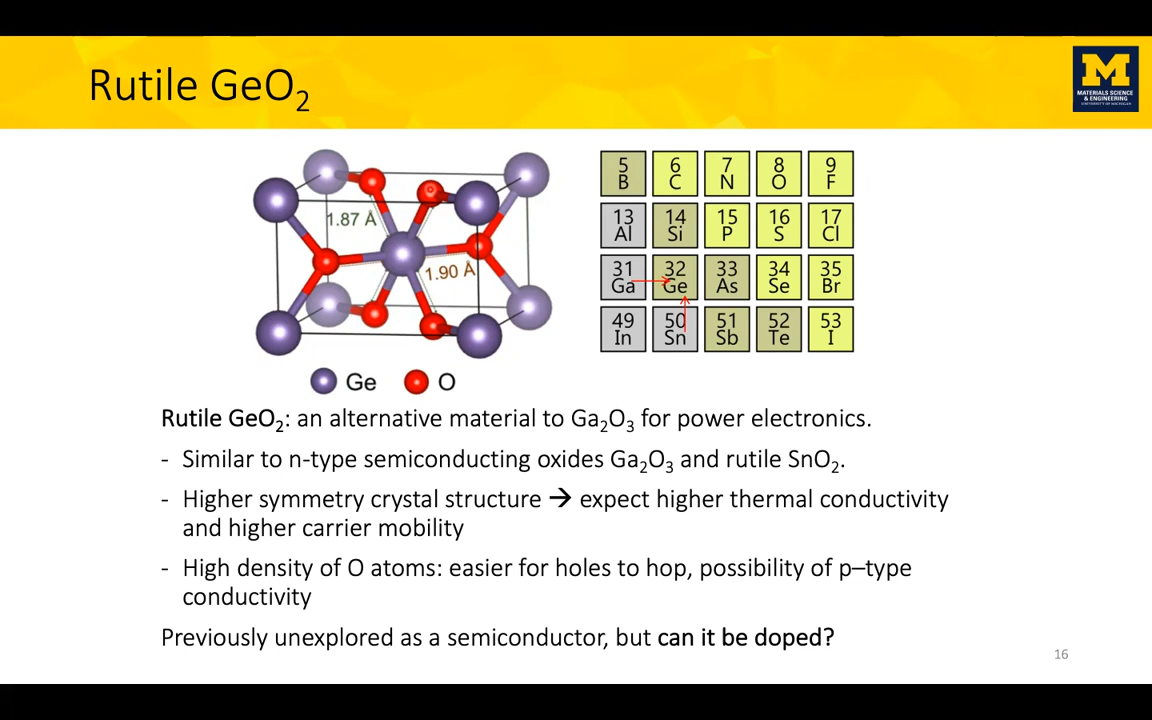 Rutile GeO₂
M
MATERIALS SCIENCE
& ENGINEERING
UNIVERSITY OF MICHIGAN
1.87 Å
1.90 Å
Ge O
5 6 7 8 9
B C N O F
13 14 15 16 17
Al Si P S Cl
31 32 33 34 35
Ga Ge As Se Br
49 50 51 52 53
In Sn Sb Te I
Rutile GeO₂: an alternative material to Ga₂O₃ for power electronics.
- Similar to n-type semiconducting oxides Ga₂O₃ and rutile SnO₂.
- Higher symmetry crystal structure → expect higher thermal conductivity
and higher carrier mobility
- High density of O atoms: easier for holes to hop, possibility of p–type
conductivity
Previously unexplored as a semiconductor, but can it be doped?
16